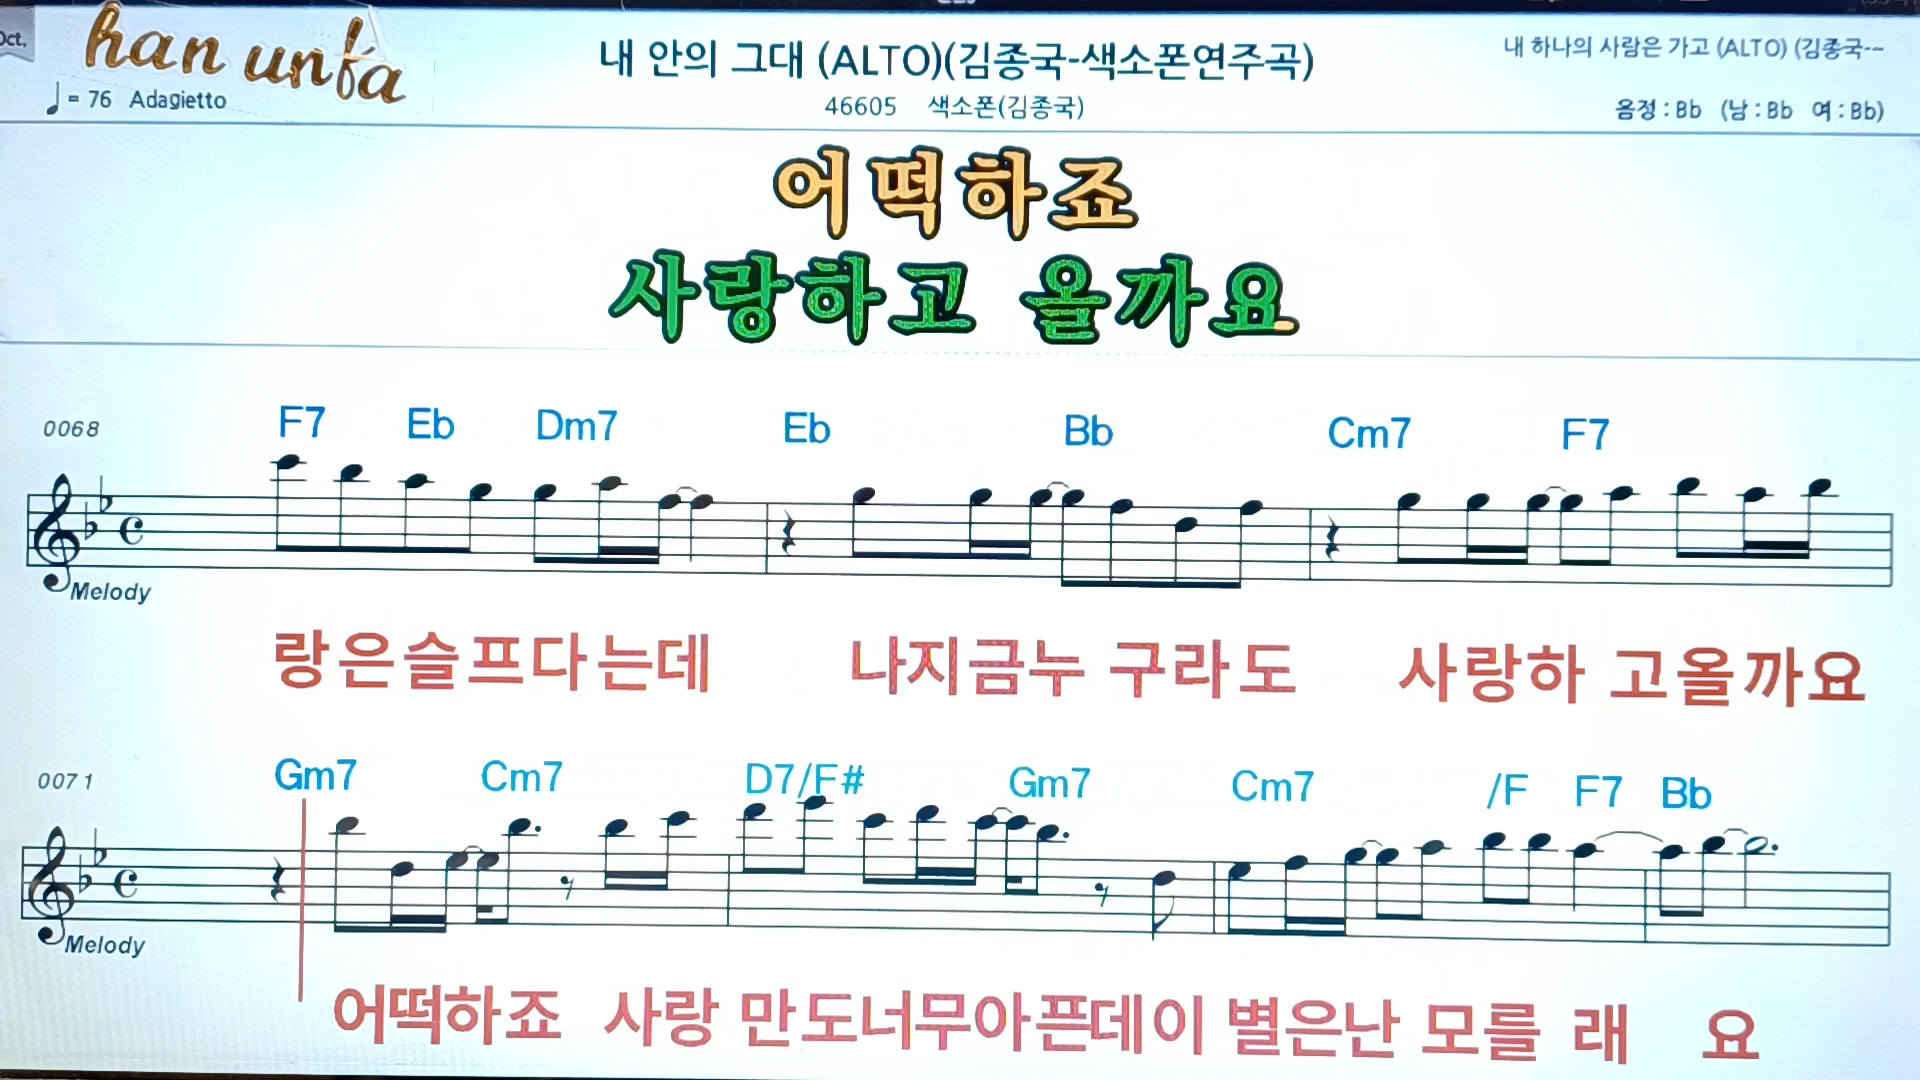 Oct.
han unfa
내 안의 그대 (ALTO)(김종국-색소폰연주곡)
내 하나의 사람은 가고 (ALTO) (김종국--
♩= 76 Adagietto
46605 색소폰(김종국)
음정 : Bb (남 : Bb 여 : Bb)
어떡하죠
사랑하고 올까요
0068 F7 Eb Dm7 Eb Bb Cm7 F7
Melody
랑은슬프다는데 나지금누 구라도 사랑하 고올까요
0071 Gm7 Cm7 D7/F# Gm7 Cm7 /F F7 Bb
Melody
어떡하죠 사랑 만도너무아픈데이 별은난 모를 래 요